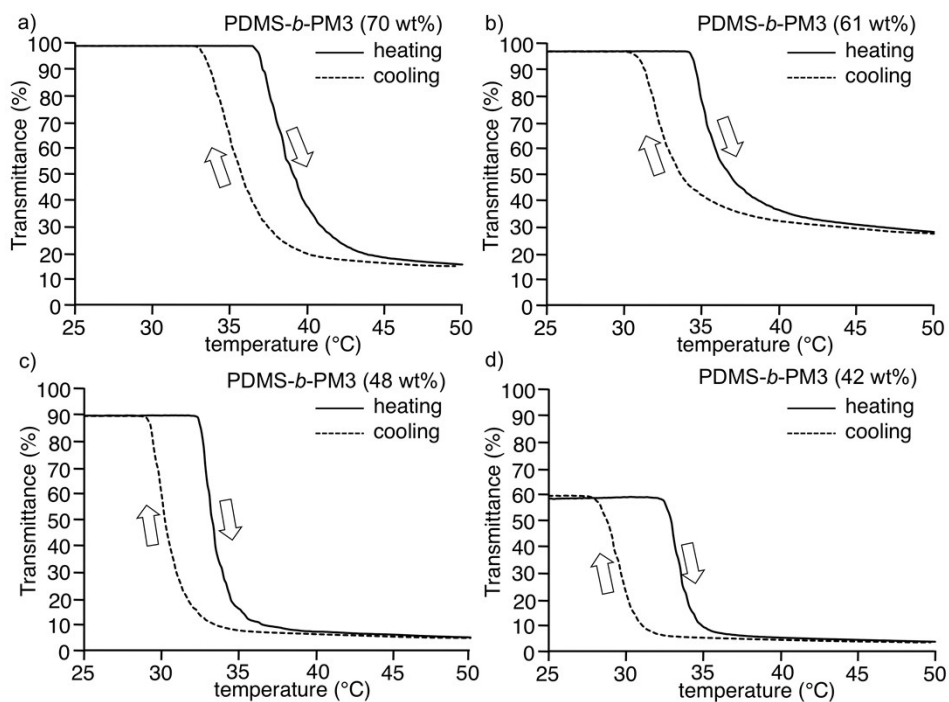 a)
PDMS-b-PM3 (70 wt%)
heating
cooling
Transmittance (%)
100
90
80
70
60
50
40
30
20
10
0
25 30 35 40 45 50
temperature (°C)
b)
PDMS-b-PM3 (61 wt%)
heating
cooling
Transmittance (%)
100
90
80
70
60
50
40
30
20
10
0
25 30 35 40 45 50
temperature (°C)
c)
PDMS-b-PM3 (48 wt%)
heating
cooling
Transmittance (%)
100
90
80
70
60
50
40
30
20
10
0
25 30 35 40 45 50
temperature (°C)
d)
PDMS-b-PM3 (42 wt%)
heating
cooling
Transmittance (%)
100
90
80
70
60
50
40
30
20
10
0
25 30 35 40 45 50
temperature (°C)